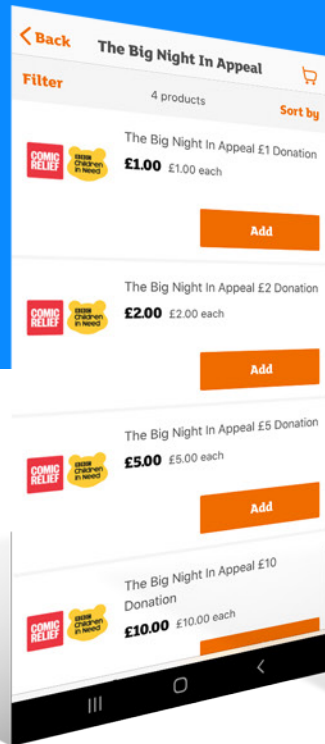 Back The Big Night In Appeal
Filter 4 products Sort by
The Big Night In Appeal £1 Donation
COMIC RELIEF BBC Children in Need £1.00 £1.00 each
Add
The Big Night In Appeal £2 Donation
COMIC RELIEF BBC Children in Need £2.00 £2.00 each
Add
The Big Night In Appeal £5 Donation
COMIC RELIEF BBC Children in Need £5.00 £5.00 each
Add
The Big Night In Appeal £10
Donation
COMIC RELIEF BBC Children in Need £10.00 £10.00 each